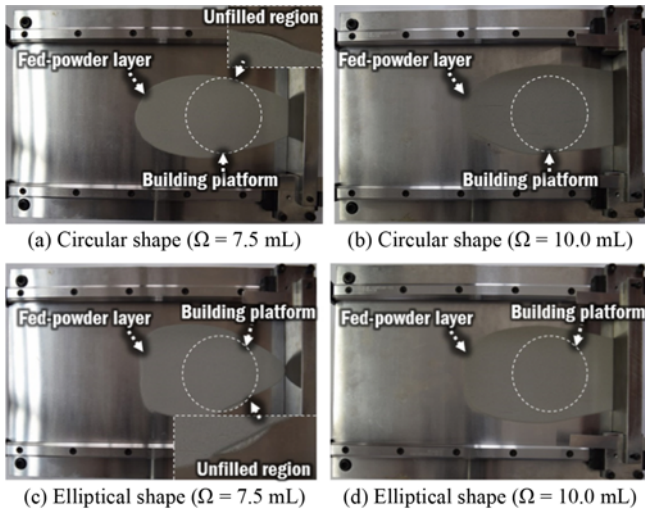 Unfilled region
Fed-powder layer
Building platform
(a) Circular shape (Ω = 7.5 mL)
Fed-powder layer
Building platform
(b) Circular shape (Ω = 10.0 mL)
Building platform
Fed-powder layer
Unfilled region
(c) Elliptical shape (Ω = 7.5 mL)
Building platform
Fed-powder layer
(d) Elliptical shape (Ω = 10.0 mL)